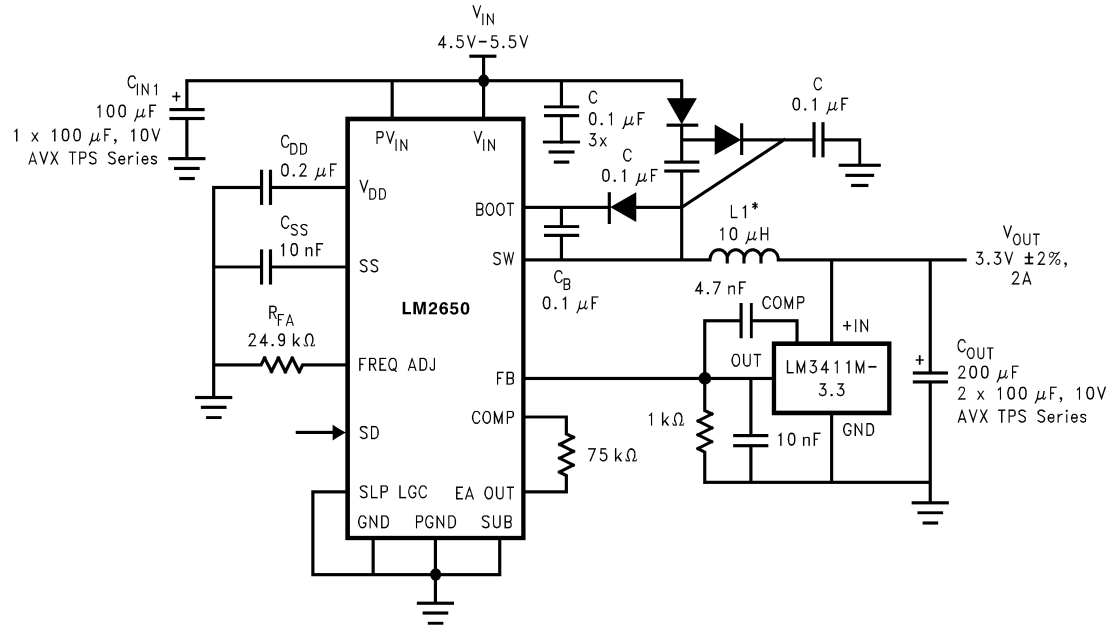 V_IN
4.5V–5.5V
C_IN1
+
100 μF
1 x 100 μF, 10V
AVX TPS Series
C
0.1 μF
3x
C
0.1 μF
C
0.1 μF
PV_IN
V_IN
C_DD
0.2 μF
V_DD
BOOT
C_SS
10 nF
SS
SW
C_B
0.1 μF
L1*
10 μH
V_OUT
3.3V ±2%,
2A
LM2650
R_FA
24.9 kΩ
FREQ ADJ
4.7 nF
COMP
+IN
OUT
LM3411M-
3.3
GND
FB
+
C_OUT
200 μF
2 x 100 μF, 10V
AVX TPS Series
COMP
1 kΩ
10 nF
SD
75 kΩ
SLP LGC
EA OUT
GND
PGND
SUB